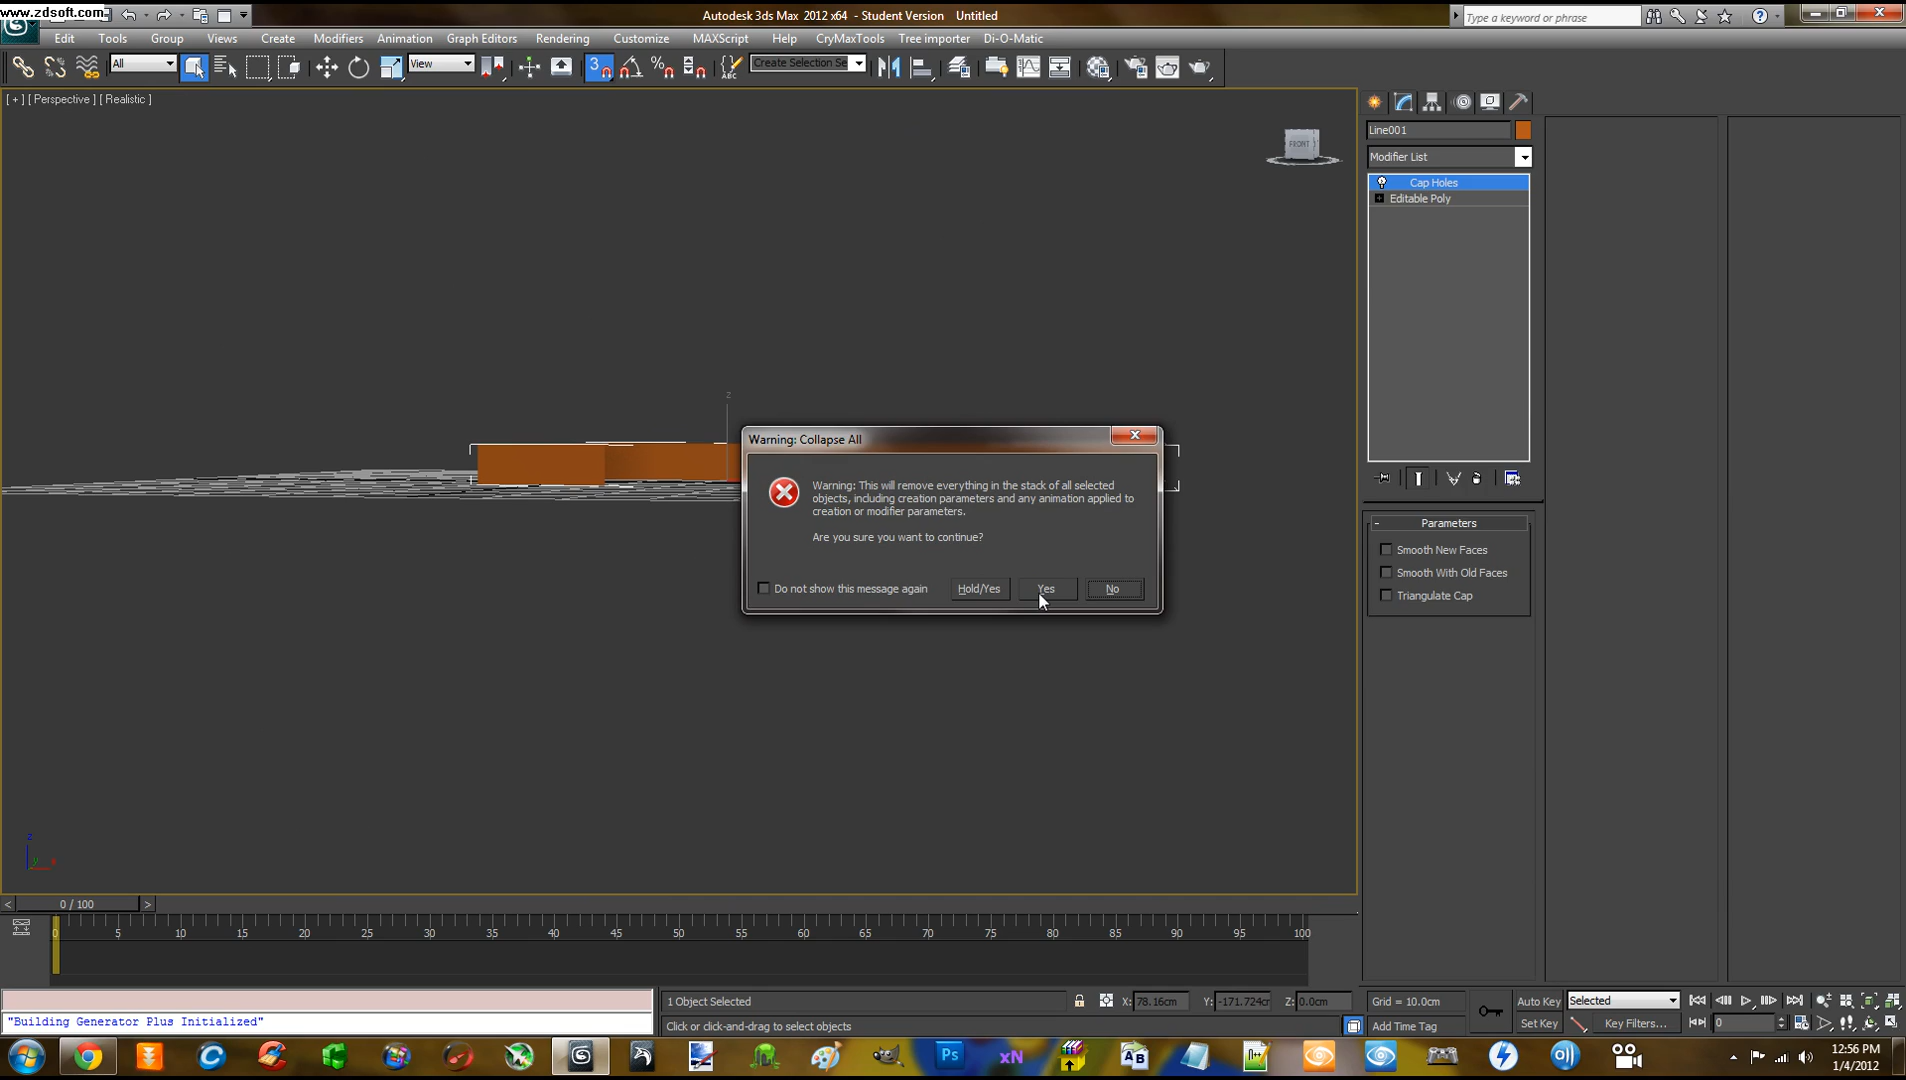 www.zdsoft.com
Autodesk 3ds Max 2012 x64 - Student Version Untitled
Type a keyword or phrase
Edit Tools Group Views Create Modifiers Animation Graph Editors Rendering Customize MAXScript Help CryMaxTools Tree importer Di-O-Matic
All View 3 Create Selection Se
[ + ] [ Perspective ] [ Realistic ]
FRONT
Line001
Modifier List
Cap Holes
Editable Poly
z
Warning: Collapse All
Warning: This will remove everything in the stack of all selected
objects, including creation parameters and any animation applied to
creation or modifier parameters.
Are you sure you want to continue?
Do not show this message again Hold/Yes Yes No
- Parameters
Smooth New Faces
Smooth With Old Faces
Triangulate Cap
z
y x
< 0 / 100 >
0 5 10 15 20 25 30 35 40 45 50 55 60 65 70 75 80 85 90 95 100
1 Object Selected X: 78.16cm Y: -171.724cm Z: 0.0cm Grid = 10.0cm Auto Key Selected
"Building Generator Plus Initialized" Click or click-and-drag to select objects Add Time Tag Set Key Key Filters... 0
Ps xN AB
12:56 PM
1/4/2012